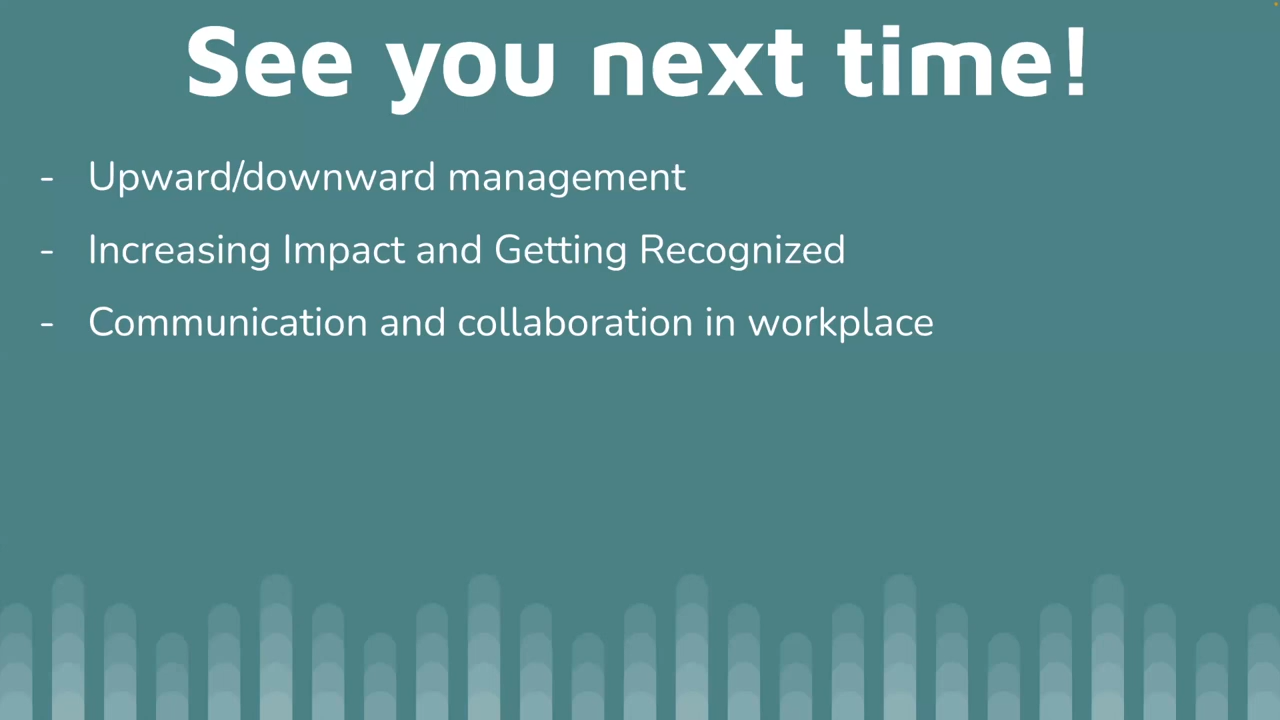 See you next time!
- Upward/downward management
- Increasing Impact and Getting Recognized
- Communication and collaboration in workplace